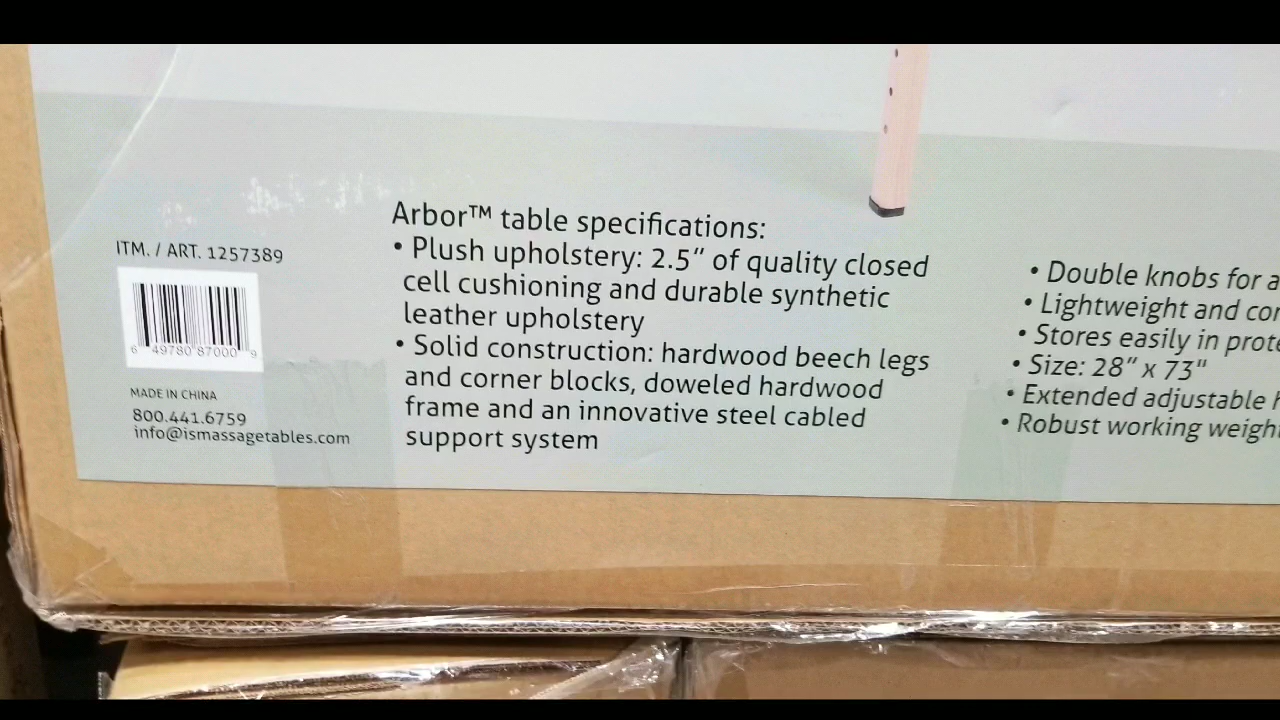 ITM. / ART. 1257389
6 49780 87000 9
MADE IN CHINA
800.441.6759
info@ismassagetables.com
Arbor™ table specifications:
• Plush upholstery: 2.5" of quality closed
cell cushioning and durable synthetic
leather upholstery
• Solid construction: hardwood beech legs
and corner blocks, doweled hardwood
frame and an innovative steel cabled
support system
• Double knobs for a
• Lightweight and
• Stores easily in
• Size: 28" x 73"
• Extended adjustable
• Robust working